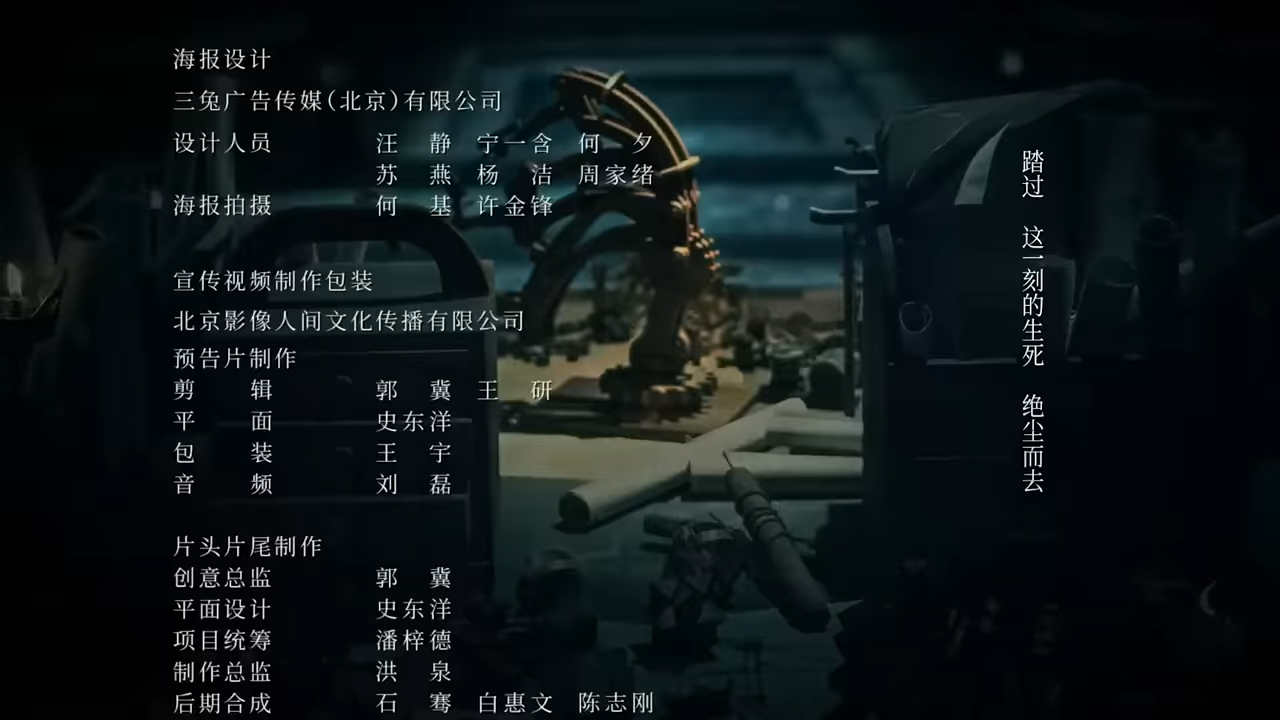 海报设计
三兔广告传媒(北京)有限公司
设计人员 汪静 宁一含 何夕
苏燕 杨洁 周家绪
海报拍摄 何基 许金锋
宣传视频制作包装
北京影像人间文化传播有限公司
预告片制作
剪辑 郭冀 王研
平面 史东洋
包装 王宇
音频 刘磊
片头片尾制作
创意总监 郭冀
平面设计 史东洋
项目统筹 潘梓德
制作总监 洪泉
后期合成 石骞 白惠文 陈志刚
踏过 这一刻的生死 绝尘而去